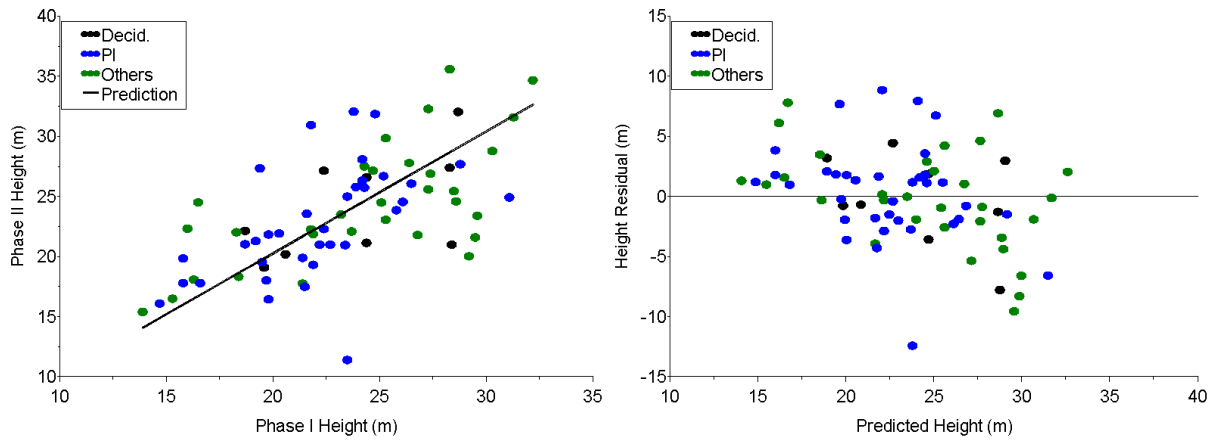 40
35
30
25
20
15
10
10
15
20
25
30
35
Phase II Height (m)
Phase I Height (m)
Decid.
Pl
Others
Prediction
15
10
5
0
-5
-10
-15
10
15
20
25
30
35
40
Height Residual (m)
Predicted Height (m)
Decid.
Pl
Others